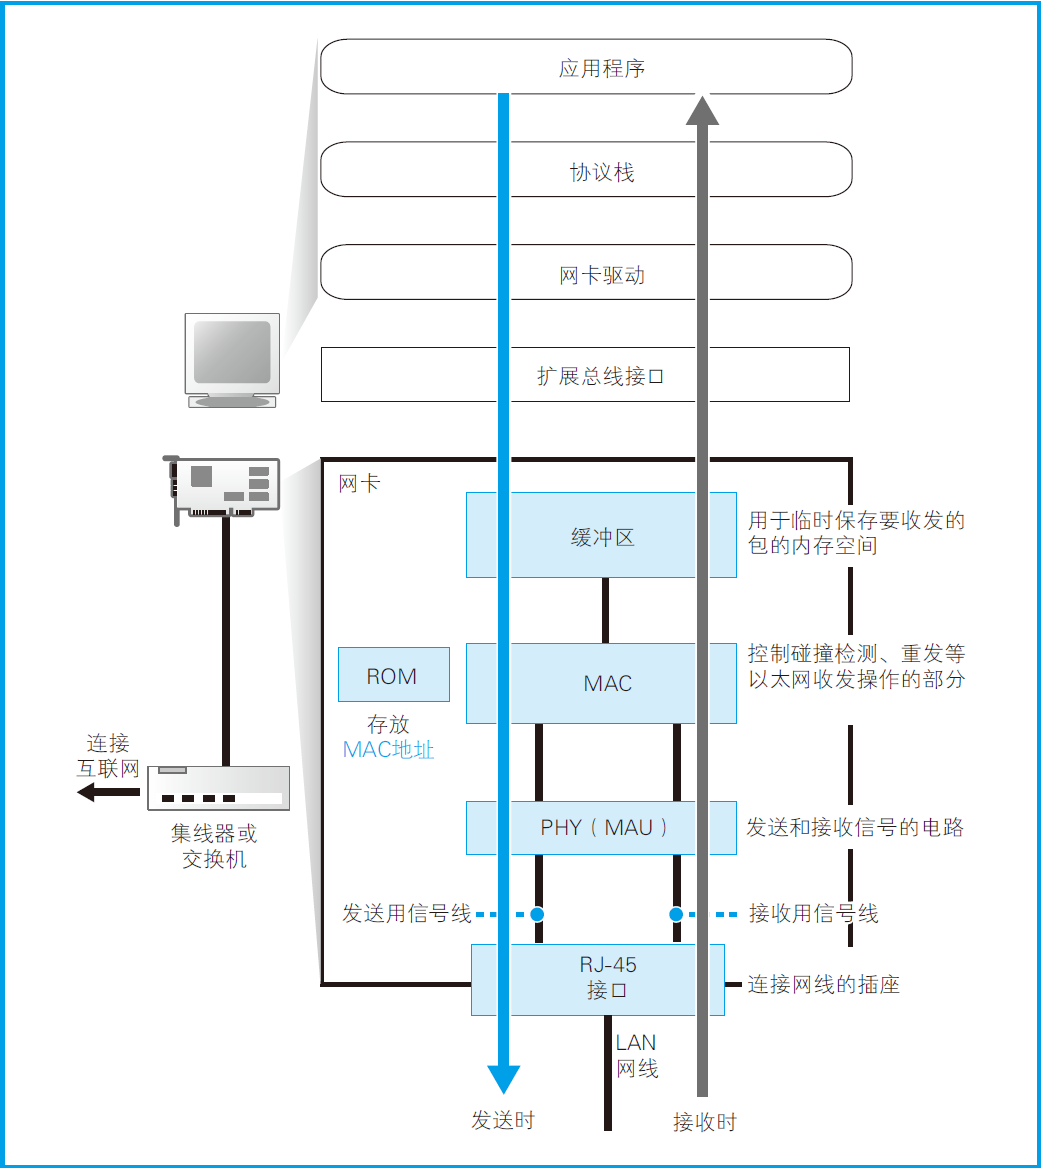 应用程序
协议栈
网卡驱动
扩展总线接口
网卡
缓冲区
用于临时保存要收发的
包的内存空间
ROM
存放
MAC地址
MAC
控制碰撞检测、重发等
以太网收发操作的部分
连接
互联网
集线器或
交换机
PHY（MAU）
发送和接收信号的电路
发送用信号线
接收用信号线
RJ-45
接口
连接网线的插座
LAN
网线
发送时
接收时